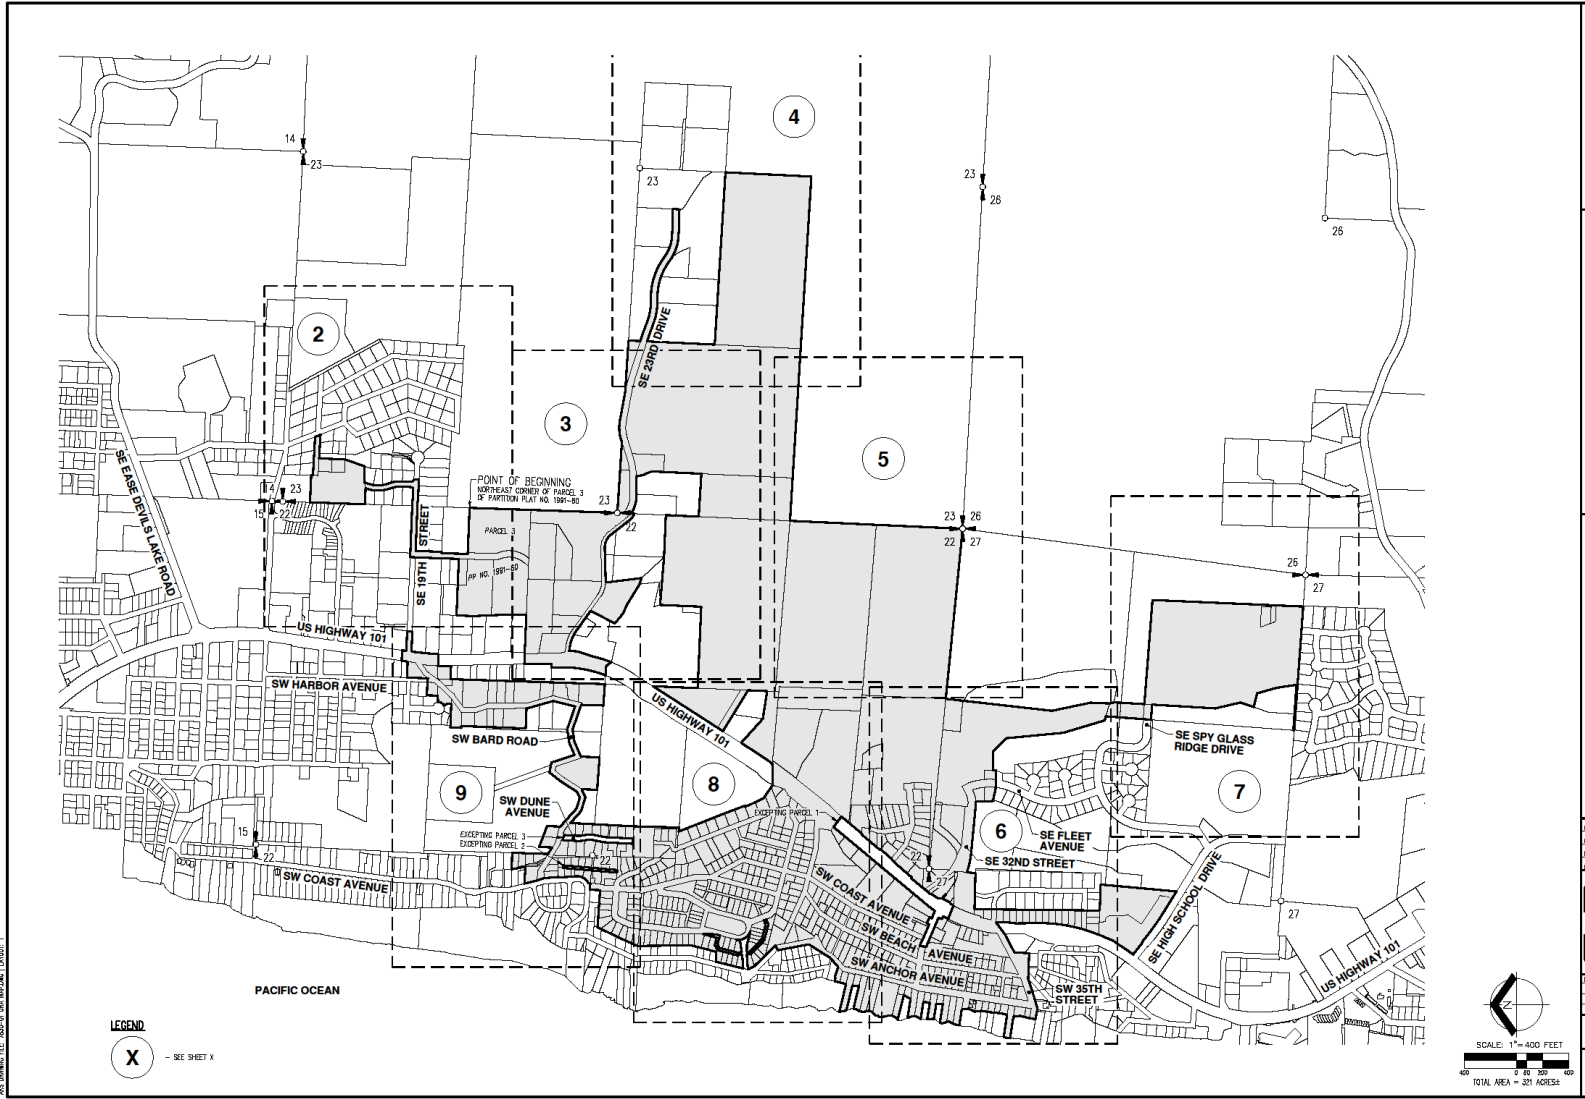 4
14
23
23
23
26
26
2
SE 23RD DRIVE
3
5
SE EAST DEVILS LAKE ROAD
14
23
15
22
POINT OF BEGINNING
NORTHEAST CORNER OF PARCEL 3
OF PARTITION PLAT NO. 1991-60
23
22
23
26
22
27
PARCEL 3
PP NO. 1991-60
SE 19TH STREET
26
27
US HIGHWAY 101
SW HARBOR AVENUE
US HIGHWAY 101
SW BARD ROAD
SE SPY GLASS
RIDGE DRIVE
9
8
7
SW DUNE
AVENUE
EXCEPTING PARCEL 1
EXCEPTING PARCEL 3
EXCEPTING PARCEL 2
6
SE FLEET
AVENUE
SE 32ND STREET
15
22
22
22
27
SW COAST AVENUE
SW COAST AVENUE
SW BEACH AVENUE
SW ANCHOR AVENUE
SE HIGH SCHOOL DRIVE
27
US HIGHWAY 101
SW 35TH
STREET
PACIFIC OCEAN
LEGEND
X
- SEE SHEET X
N
SCALE: 1"=400 FEET
400
0
80
200
400
TOTAL AREA = 321 ACRES±